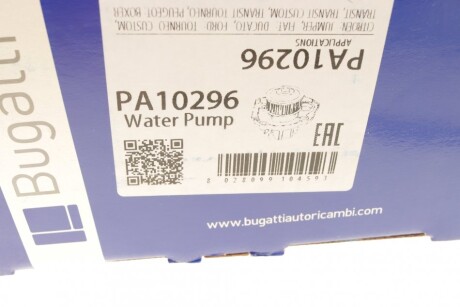 Bugatti
PA10296
APPLICATIONS
CITROEN JUMPER, FIAT DUCATO, FORD TOURNEO CUSTOM,
TRANSIT, TRANSIT CUSTOM, TOURNEO, PEUGEOT BOXER
PA10296
Water Pump
EAC
www.bugattiautoricambi.com